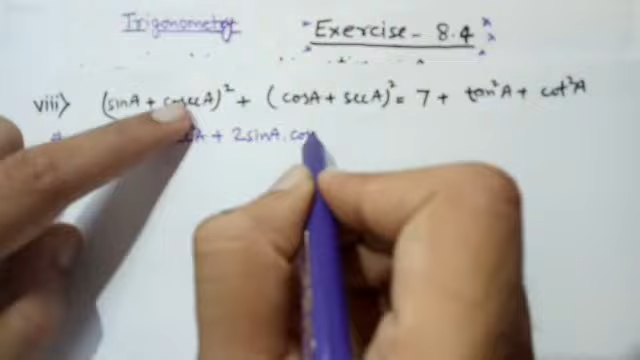 Trigonometry
Exercise - 8.4
viii> (sinA + cosecA)² + (cosA + secA)² = 7 + tan²A + cot²A
A + 2sinA. cos